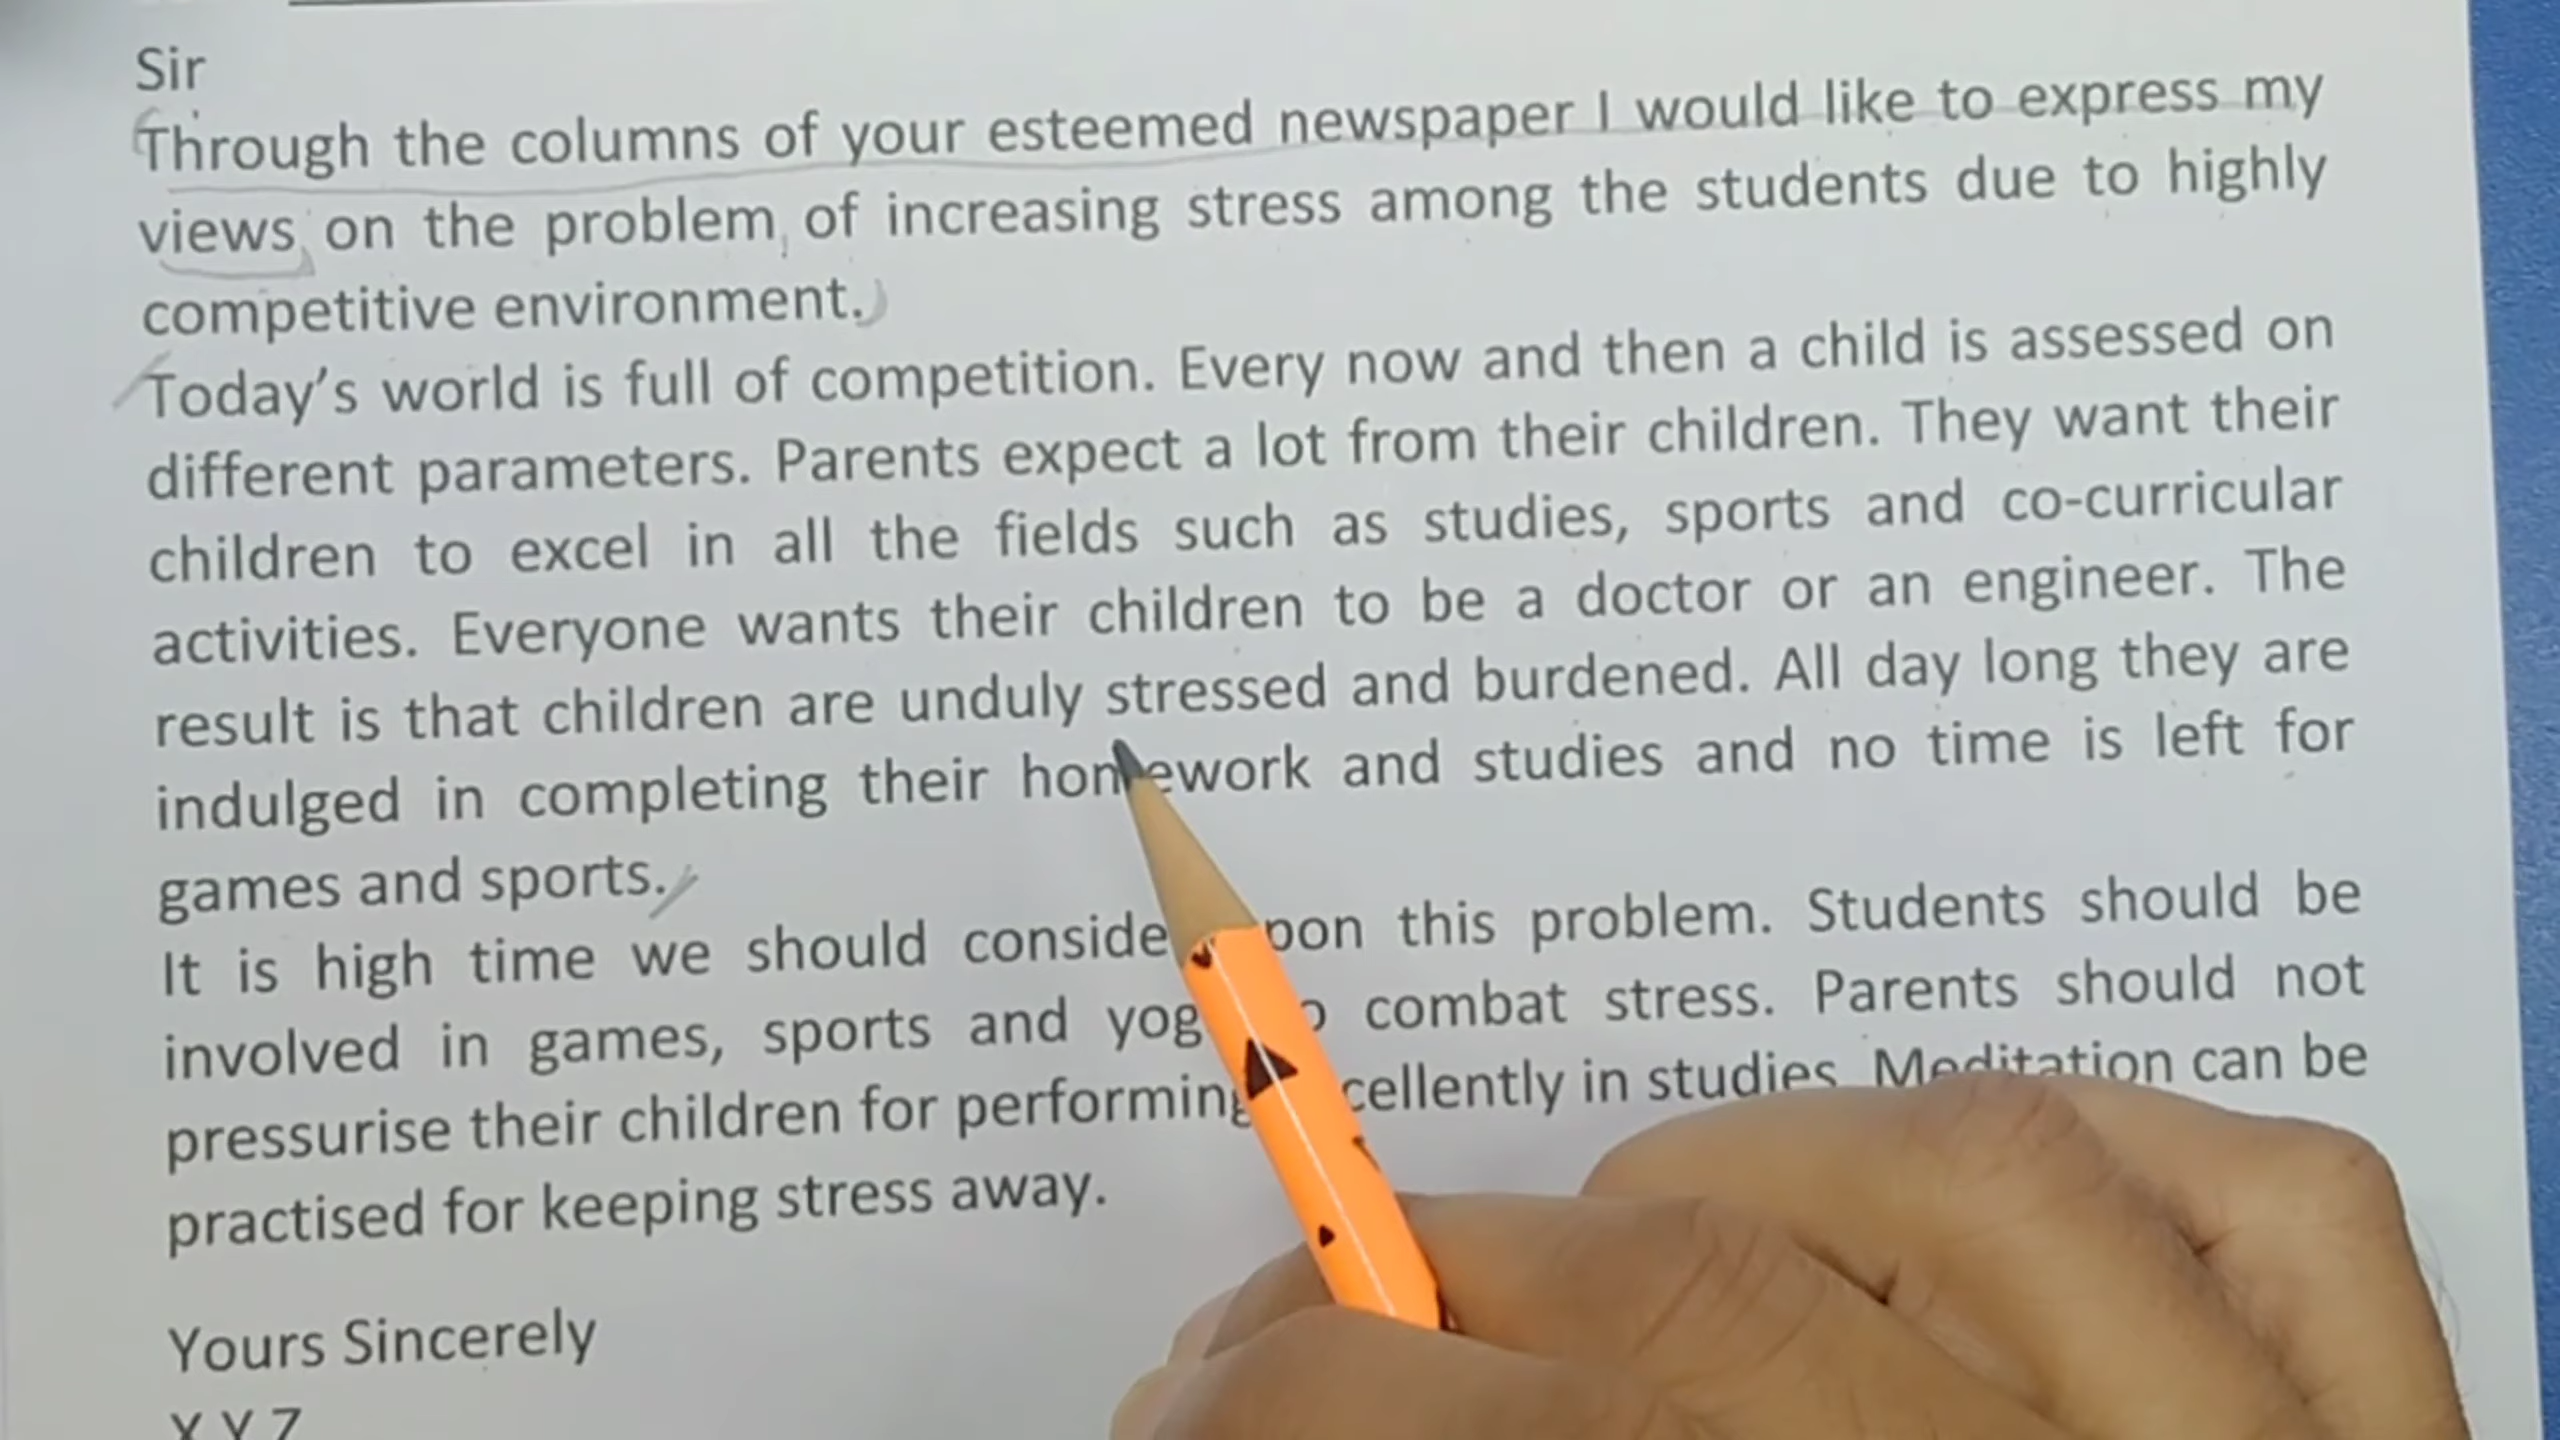 Sir
Through the columns of your esteemed newspaper I would like to express my
views on the problem of increasing stress among the students due to highly
competitive environment.
Today's world is full of competition. Every now and then a child is assessed on
different parameters. Parents expect a lot from their children. They want their
children to excel in all the fields such as studies, sports and co-curricular
activities. Everyone wants their children to be a doctor or an engineer. The
result is that children are unduly stressed and burdened. All day long they are
indulged in completing their homework and studies and no time is left for
games and sports.
It is high time we should this problem. Students should be
involved in games, sports and combat stress. Parents should not
pressurise their children for performing in studies. Meditation can be
practised for keeping stress away.
Yours Sincerely
X Y Z